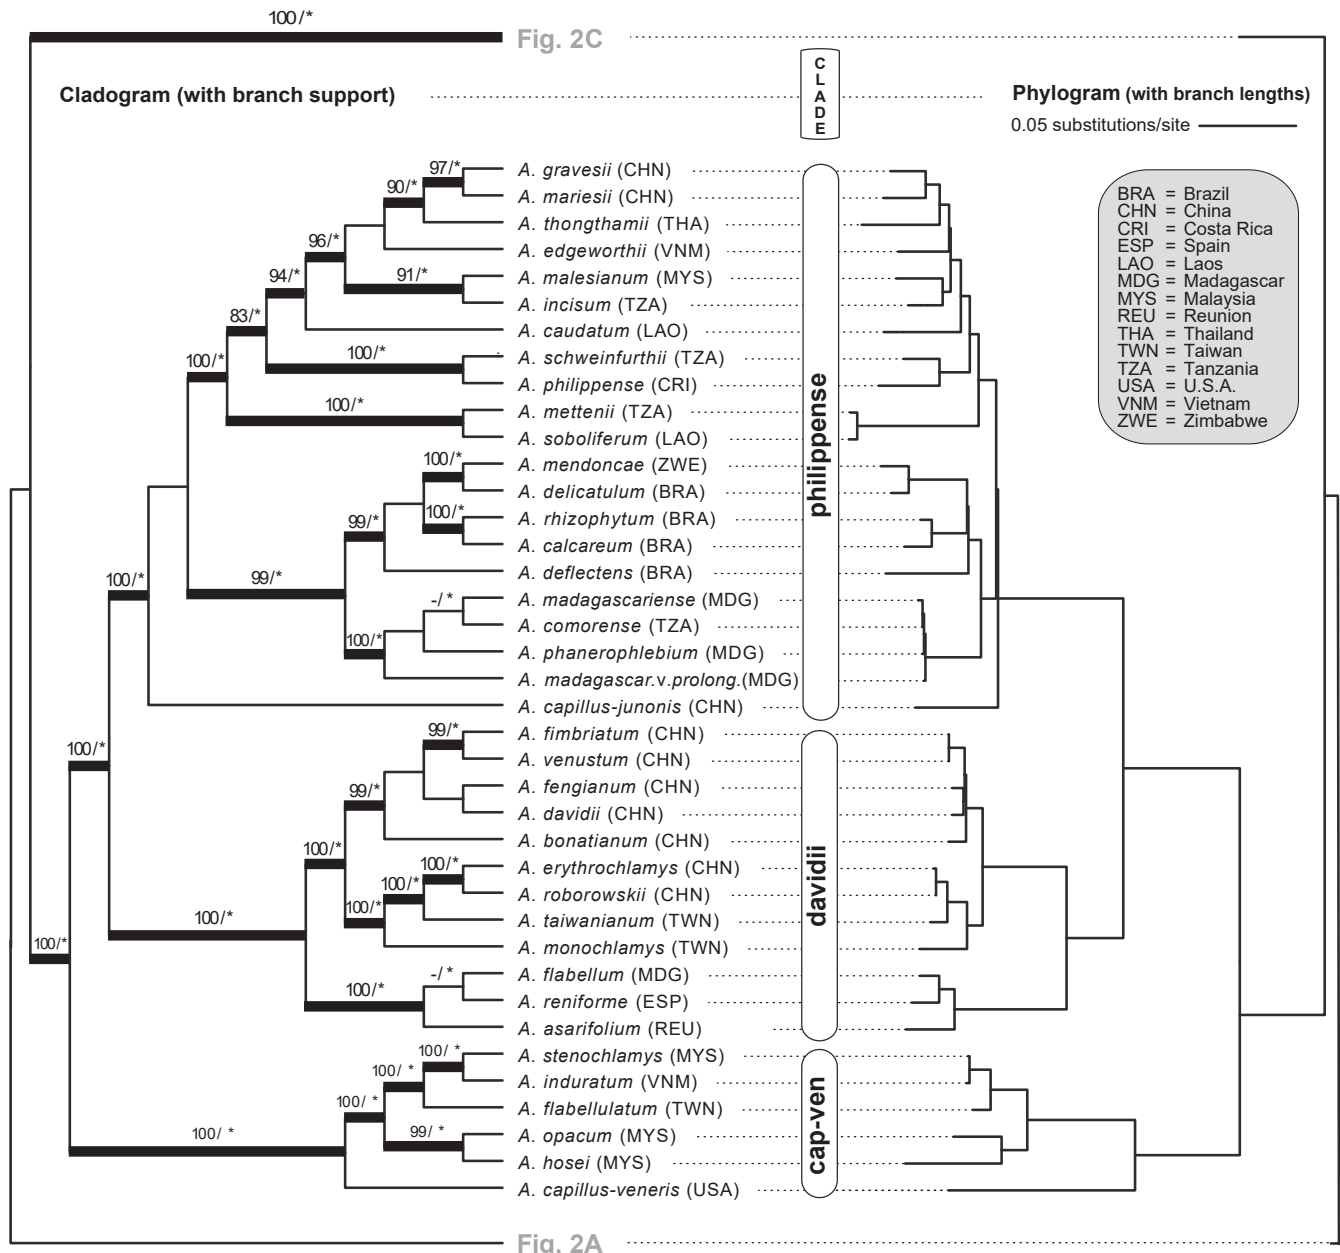 100/*
Fig. 2C
CLADE
Cladogram (with branch support)
Phylogram (with branch lengths)
0.05 substitutions/site
97/*
A. gravesii (CHN)
90/*
A. mariesii (CHN)
A. thongthamii (THA)
96/*
A. edgeworthii (VNM)
94/*
91/*
A. malesianum (MYS)
A. incisum (TZA)
83/*
A. caudatum (LAO)
100/*
100/*
A. schweinfurthii (TZA)
A. philippense (CRI)
100/*
A. mettenii (TZA)
A. soboliferum (LAO)
100/*
A. mendoncae (ZWE)
A. delicatulum (BRA)
99/*
100/*
A. rhizophytum (BRA)
A. calcareum (BRA)
100/*
99/*
A. deflectens (BRA)
-/*
A. madagascariense (MDG)
A. comorense (TZA)
100/*
A. phanerophlebium (MDG)
A. madagascar.v.prolong.(MDG)
A. capillus-junonis (CHN)
philippense
BRA = Brazil
CHN = China
CRI = Costa Rica
ESP = Spain
LAO = Laos
MDG = Madagascar
MYS = Malaysia
REU = Reunion
THA = Thailand
TWN = Taiwan
TZA = Tanzania
USA = U.S.A.
VNM = Vietnam
ZWE = Zimbabwe
100/*
99/*
A. fimbriatum (CHN)
A. venustum (CHN)
99/*
A. fengianum (CHN)
A. davidii (CHN)
100/*
A. bonatianum (CHN)
100/*
A. erythrochlamys (CHN)
100/*
A. roborowskii (CHN)
100/*
100/*
A. taiwanianum (TWN)
A. monochlamys (TWN)
100/*
-/*
A. flabellum (MDG)
100/*
A. reniforme (ESP)
A. asarifolium (REU)
davidii
100/ *
A. stenochlamys (MYS)
100/ *
A. induratum (VNM)
100/ *
A. flabellulatum (TWN)
100/ *
99/ *
A. opacum (MYS)
A. hosei (MYS)
A. capillus-veneris (USA)
cap-ven
Fig. 2A